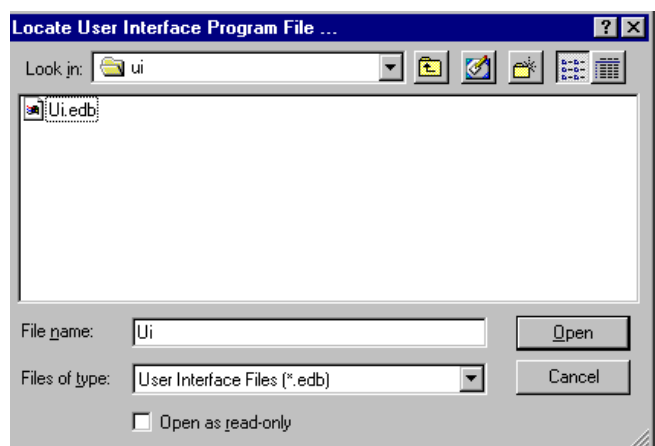 Locate User Interface Program File ...
Look in: ui
Ui.edb
File name: Ui Open
Files of type: User Interface Files (*.edb) Cancel
Open as read-only